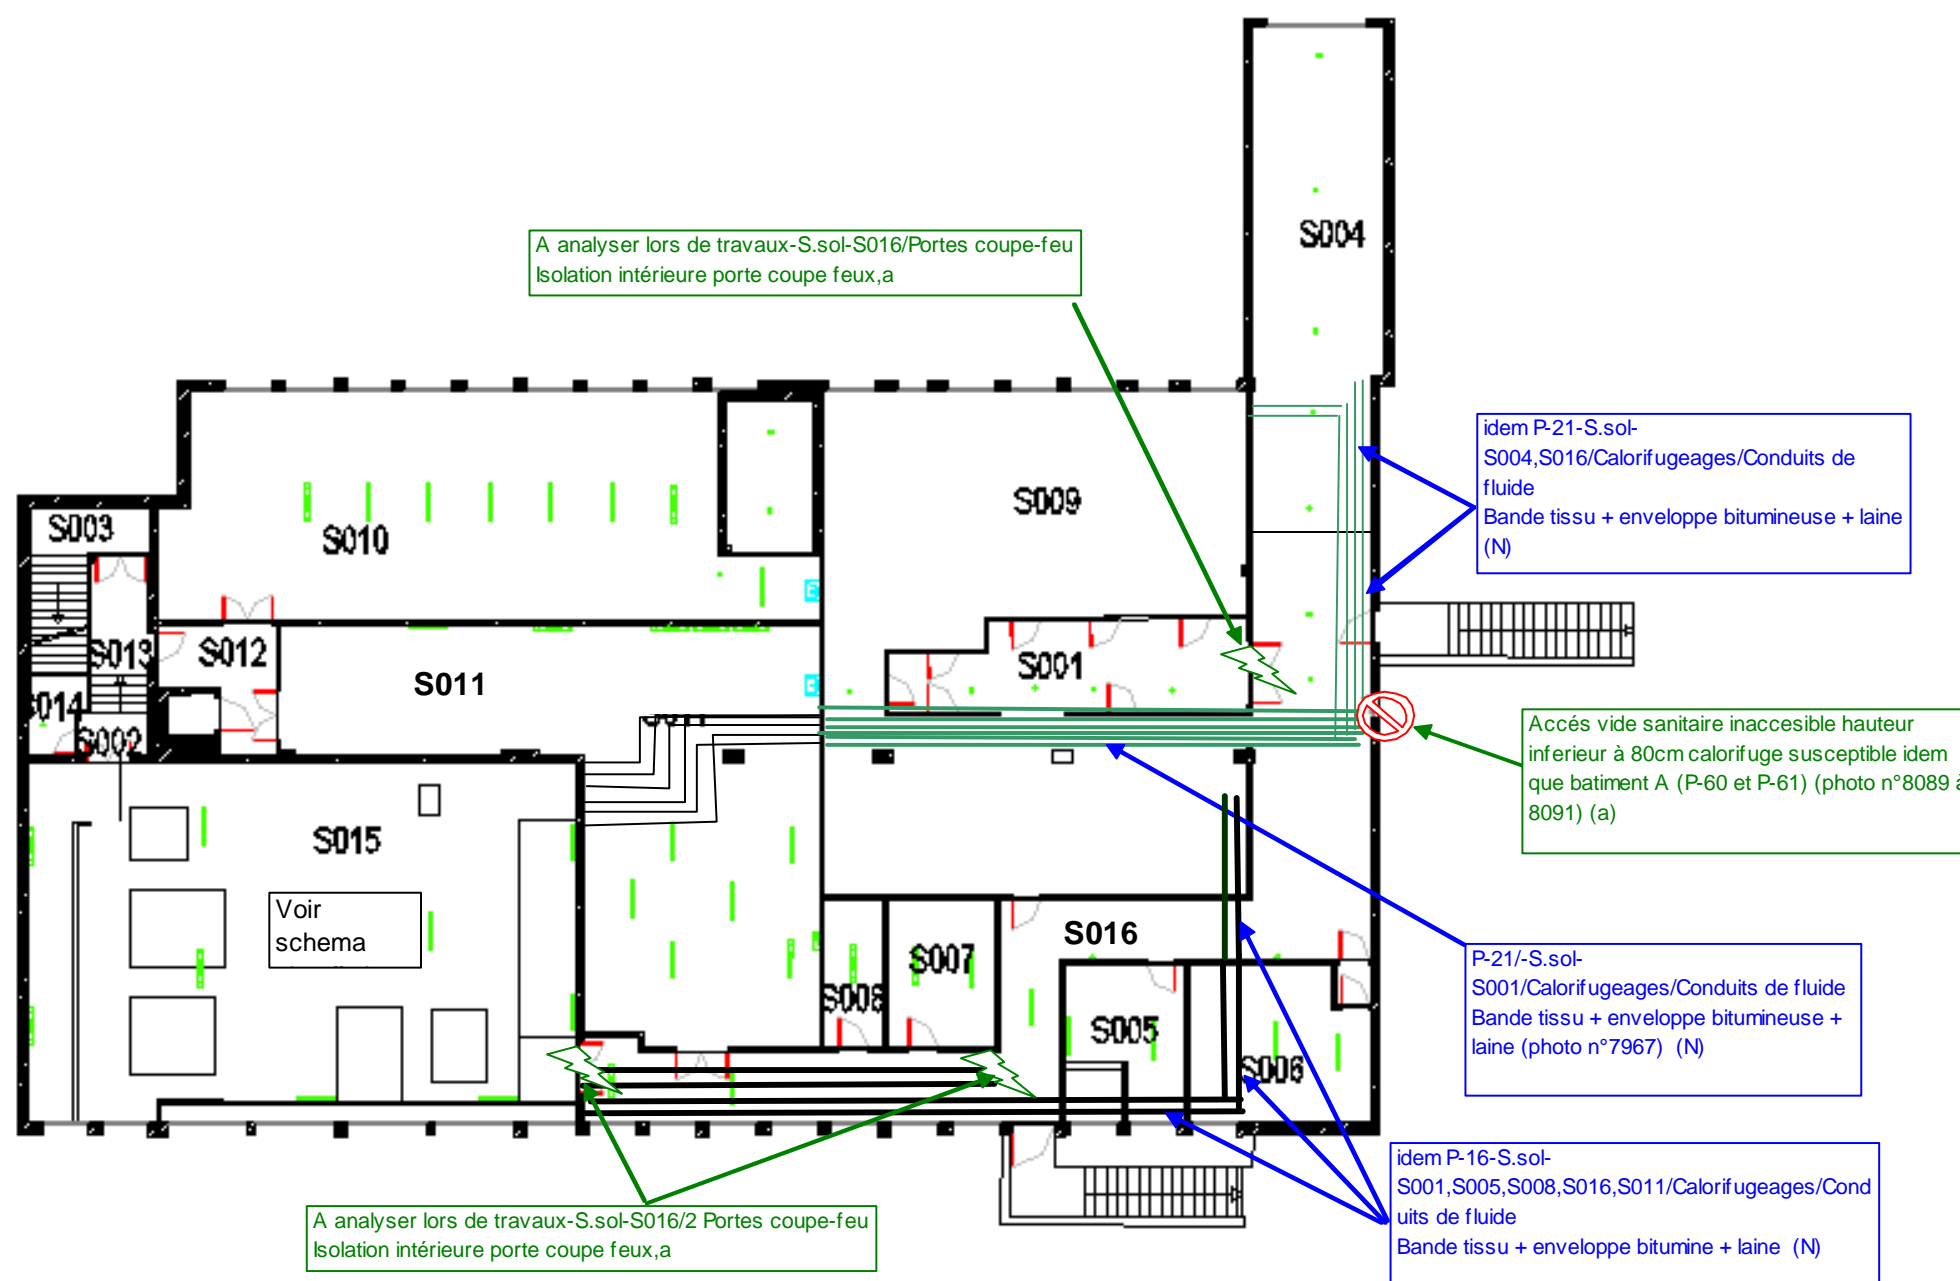 S004
A analyser lors de travaux-S.sol-S016/Portes coupe-feu
Isolation intérieure porte coupe feux,a
idem P-21-S.sol-
S004,S016/Calorifugeages/Conduits de
fluide
Bande tissu + enveloppe bitumineuse + laine
(N)
S003
S010
S009
S013
S012
S011
S001
S014
S002
Accés vide sanitaire inaccesible hauteur
inferieur à 80cm calorifuge susceptible idem
que batiment A (P-60 et P-61) (photo n°8089 à
8091) (a)
S015
Voir
schema
S016
S007
S008
S005
S006
P-21/-S.sol-
S001/Calorifugeages/Conduits de fluide
Bande tissu + enveloppe bitumineuse +
laine (photo n°7967) (N)
idem P-16-S.sol-
S001,S005,S008,S016,S011/Calorifugeages/Cond
uits de fluide
Bande tissu + enveloppe bitumine + laine (N)
A analyser lors de travaux-S.sol-S016/2 Portes coupe-feu
Isolation intérieure porte coupe feux,a